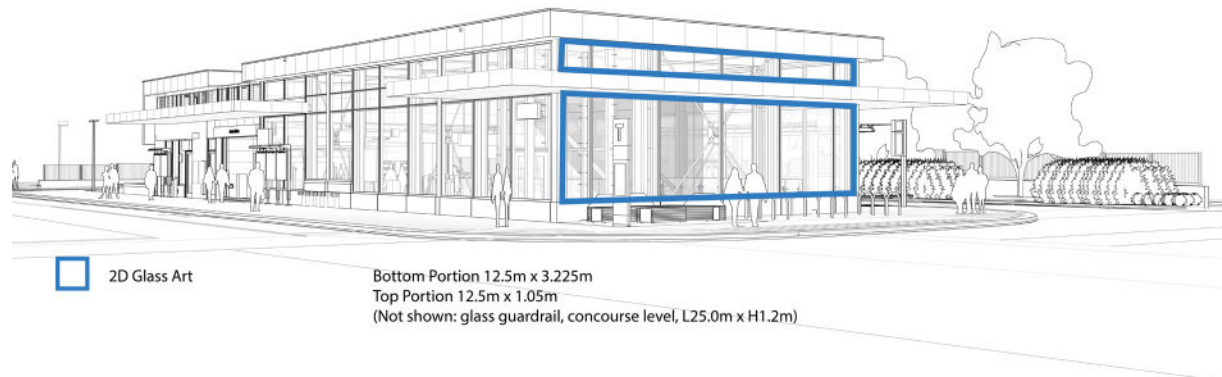 T
2D Glass Art
Bottom Portion 12.5m x 3.225m
Top Portion 12.5m x 1.05m
(Not shown: glass guardrail, concourse level, L25.0m x H1.2m)